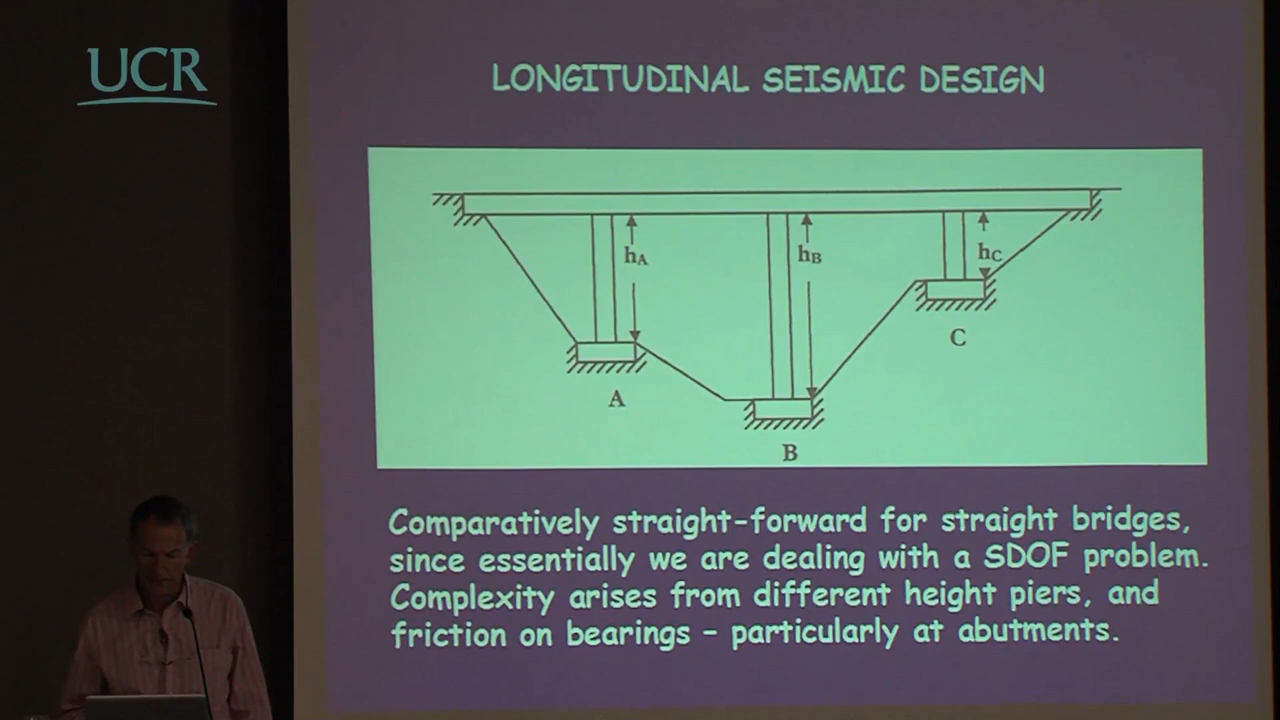 UCR
LONGITUDINAL SEISMIC DESIGN
hA
hB
hC
C
A
B
Comparatively straight-forward for straight bridges,
since essentially we are dealing with a SDOF problem.
Complexity arises from different height piers, and
friction on bearings – particularly at abutments.